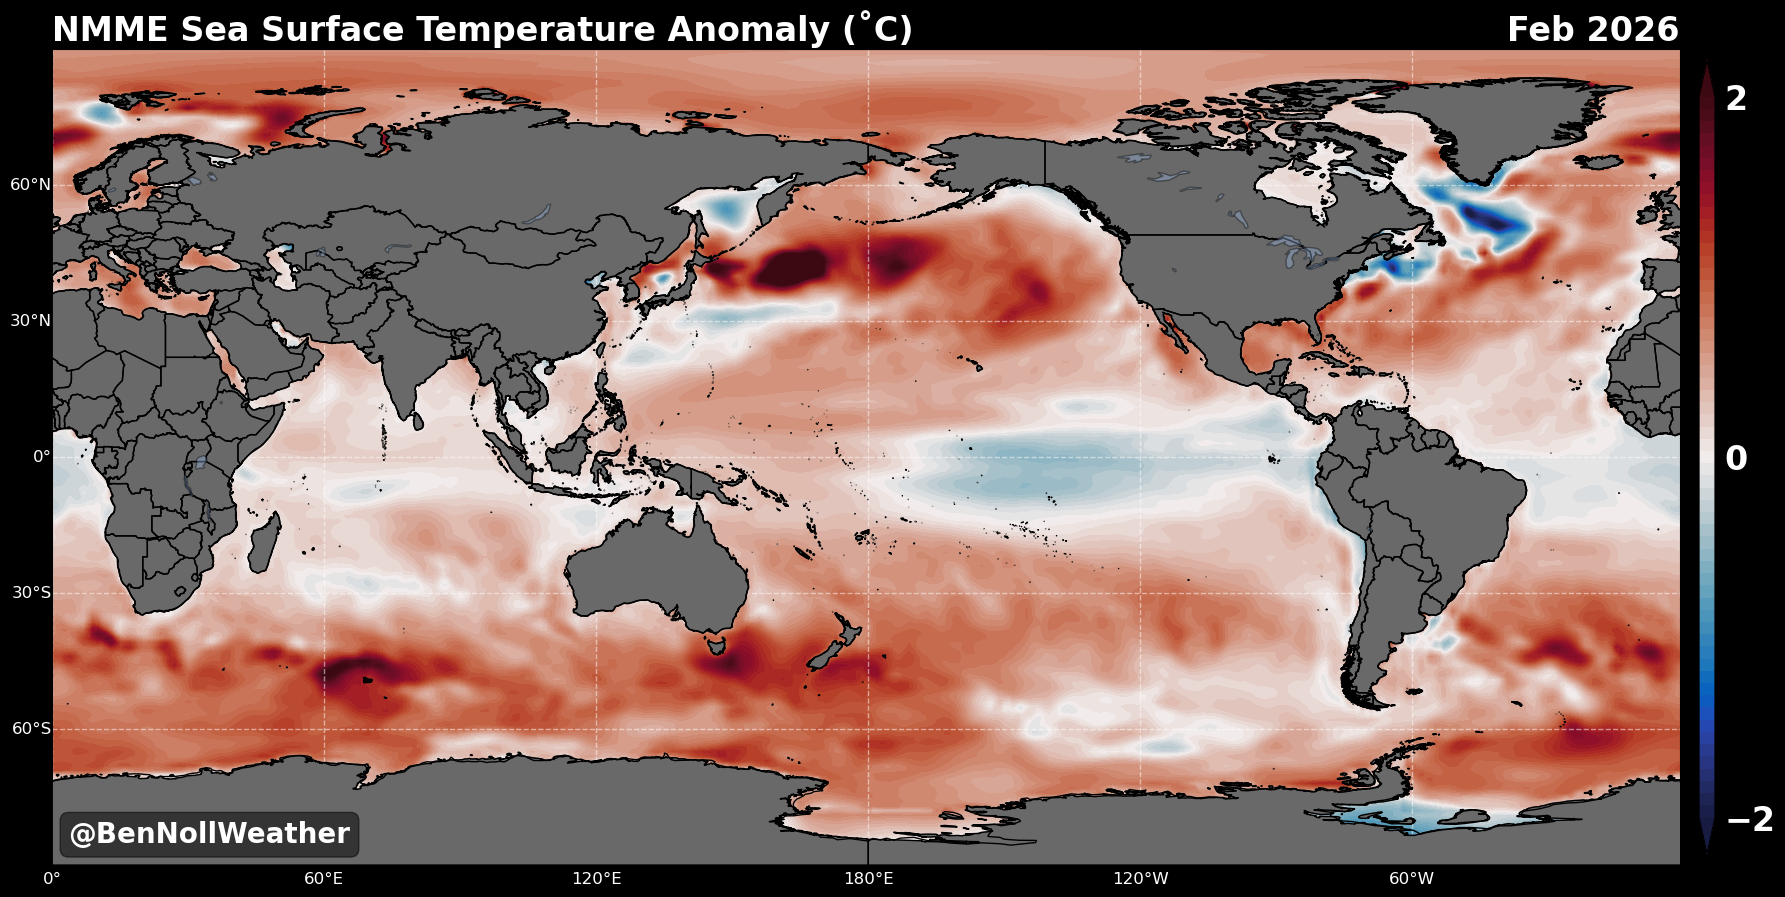 NMME Sea Surface Temperature Anomaly (˚C)
Feb 2026
2
0
−2
60°N
30°N
0°
30°S
60°S
0°
60°E
120°E
180°E
120°W
60°W
@BenNollWeather